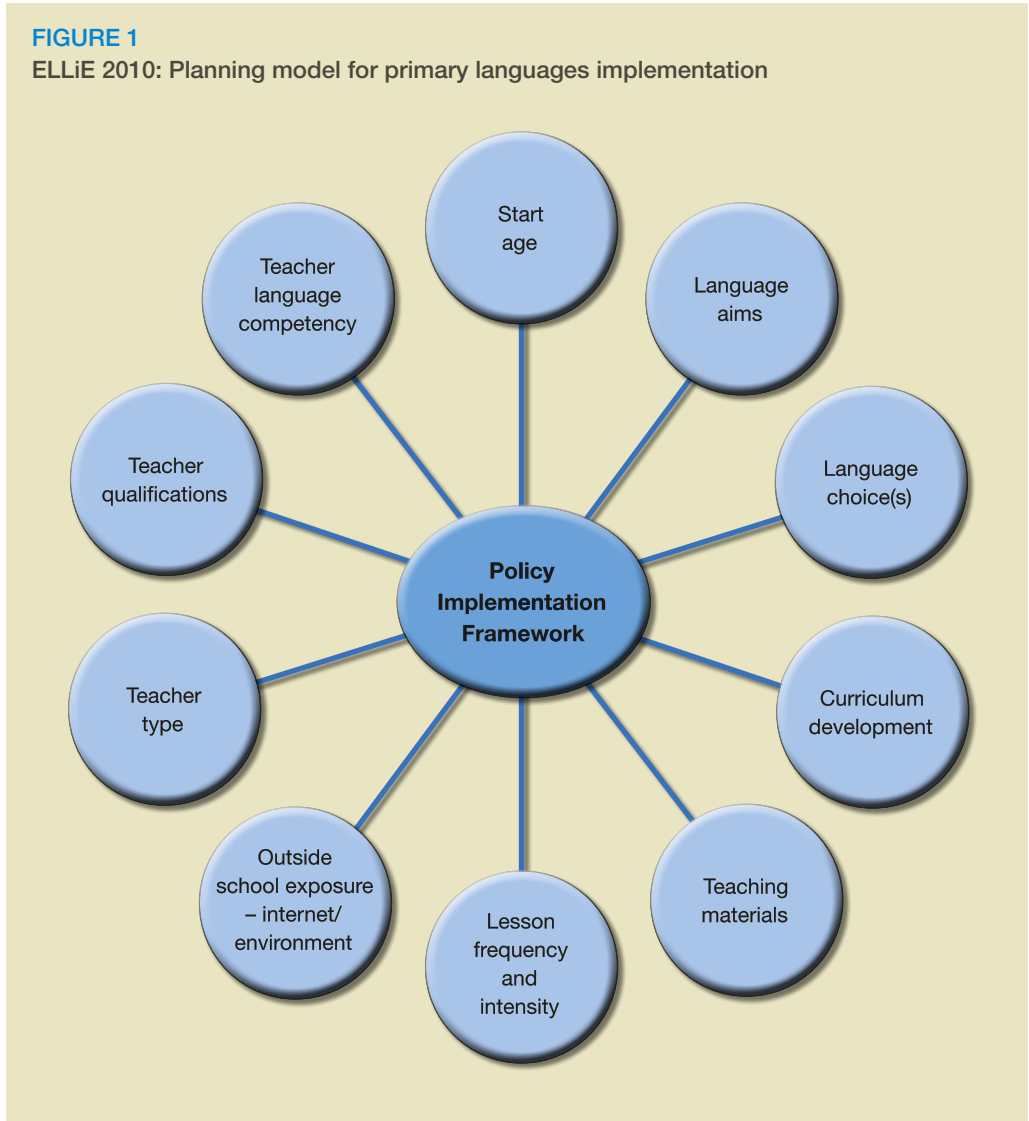 FIGURE 1
ELLiE 2010: Planning model for primary languages implementation
Start
age
Language
aims
Language
choice(s)
Curriculum
development
Teaching
materials
Lesson
frequency
and
intensity
Outside
school exposure
– internet/
environment
Teacher
type
Teacher
qualifications
Teacher
language
competency
Policy
Implementation
Framework